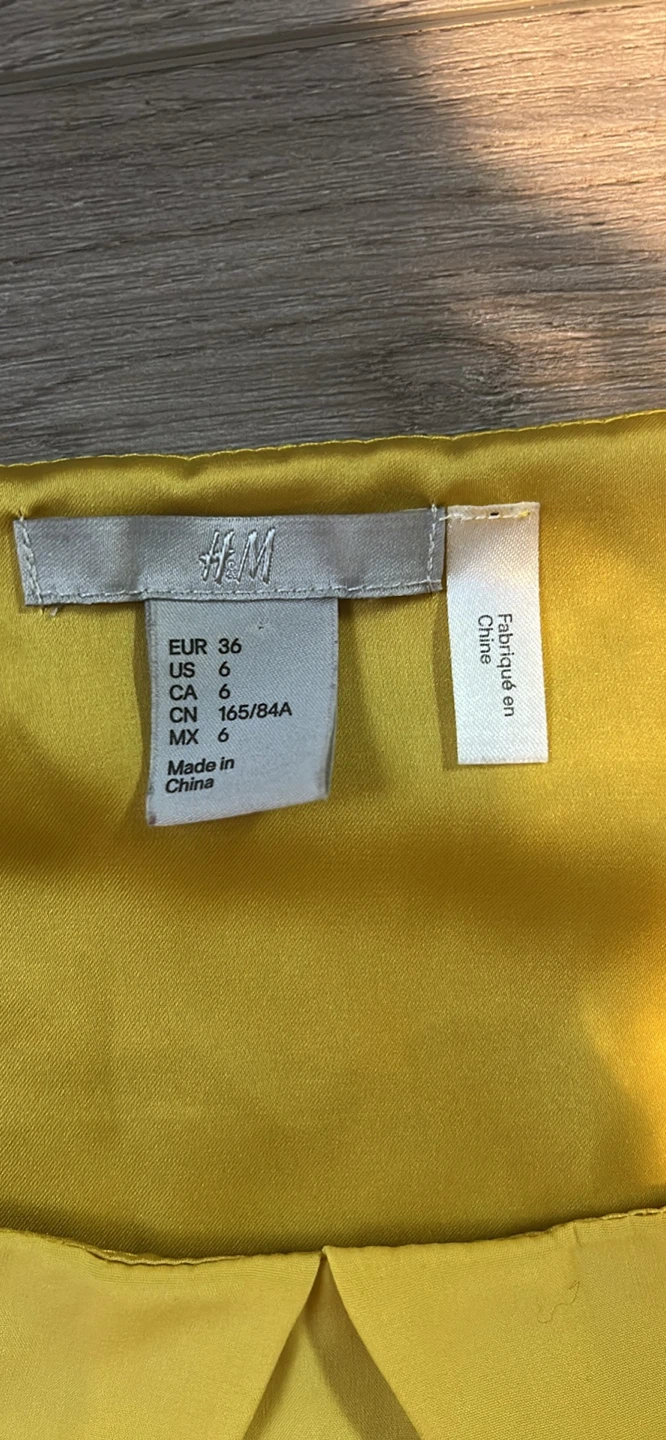 H&M
EUR 36
US 6
CA 6
CN 165/84A
MX 6
Made in
China
Fabriqué en
Chine